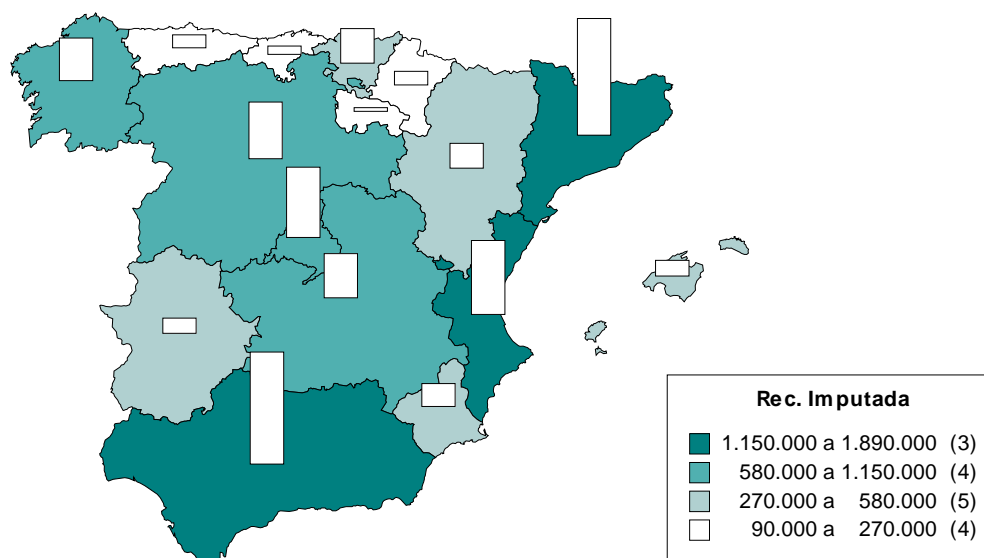 Rec. Imputada
1.150.000 a 1.890.000 (3)
580.000 a 1.150.000 (4)
270.000 a 580.000 (5)
90.000 a 270.000 (4)